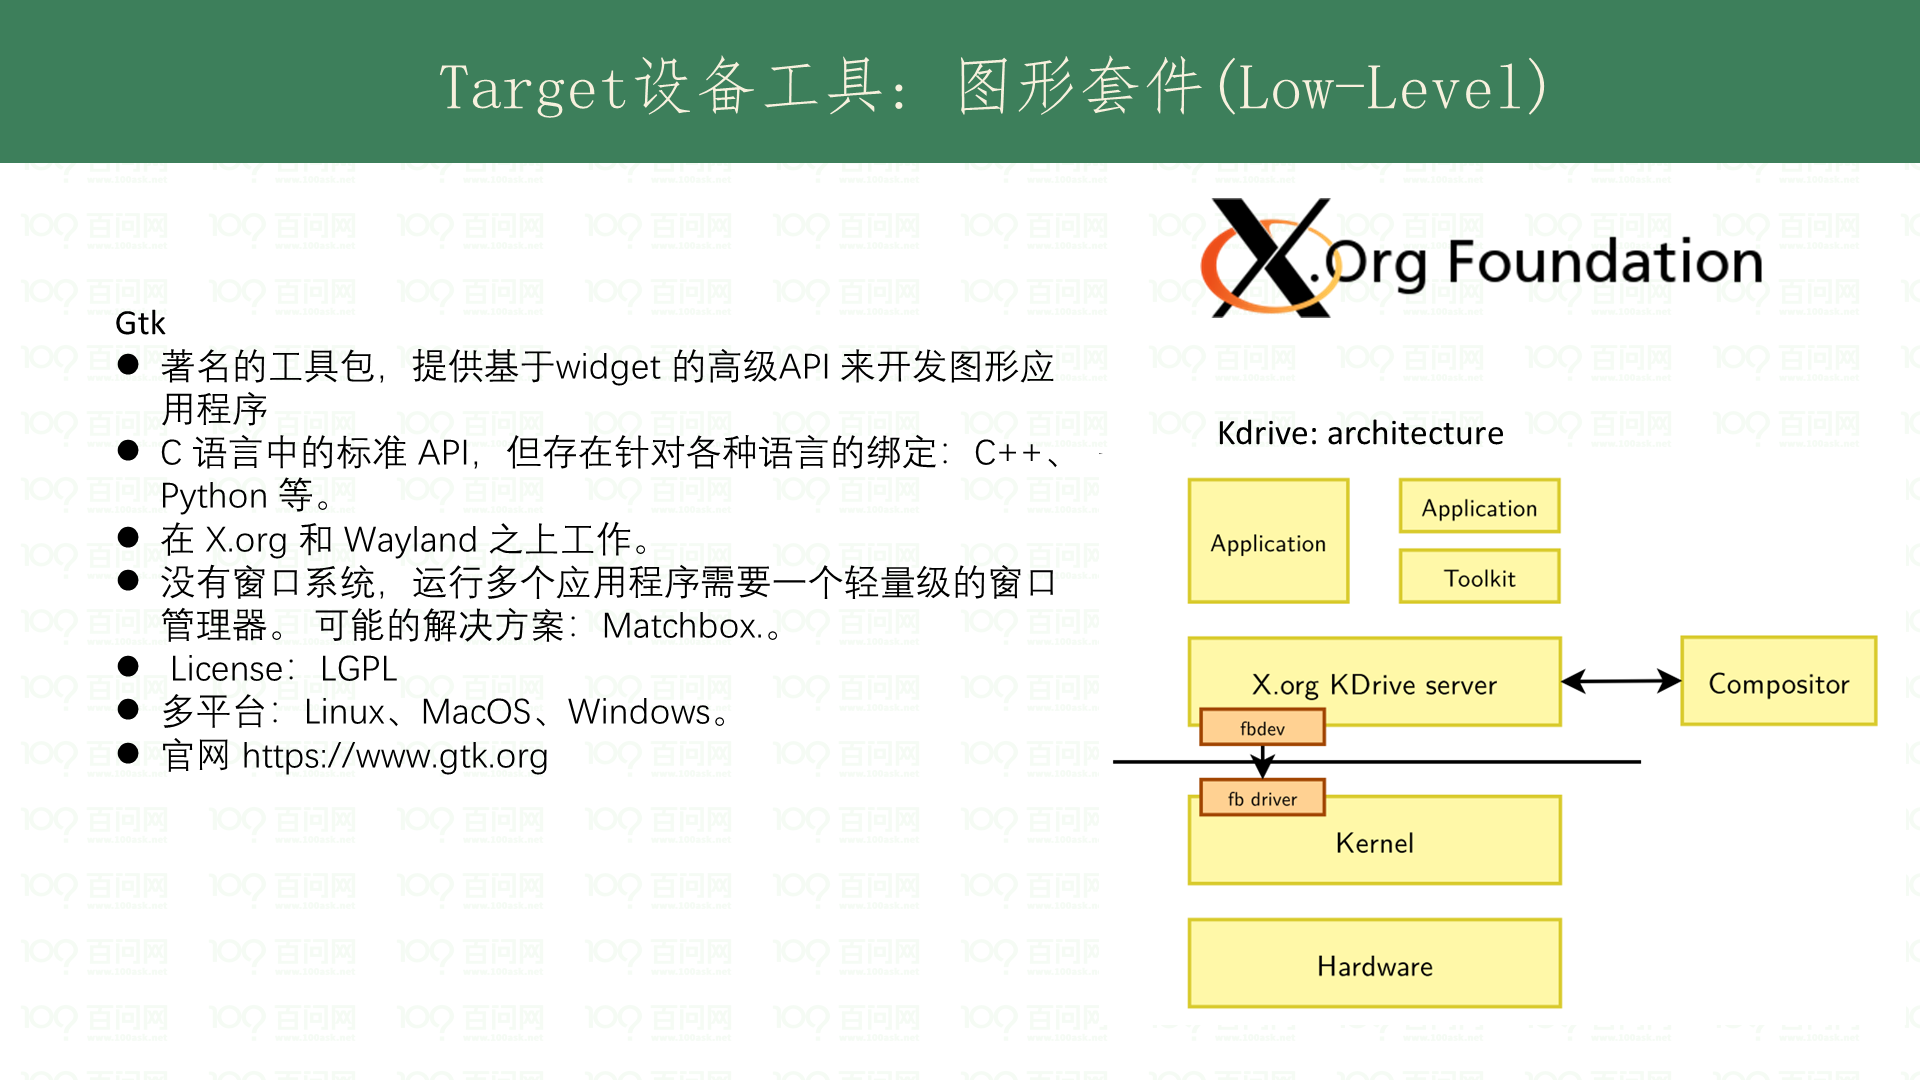 Target设备工具：图形套件(Low-Level)
X.Org Foundation
Gtk
● 著名的工具包，提供基于widget 的高级API 来开发图形应
用程序
● C 语言中的标准 API，但存在针对各种语言的绑定：C++、
Python 等。
● 在 X.org 和 Wayland 之上工作。
● 没有窗口系统，运行多个应用程序需要一个轻量级的窗口
管理器。 可能的解决方案：Matchbox.。
● License：LGPL
● 多平台：Linux、MacOS、Windows。
● 官网 https://www.gtk.org
Kdrive: architecture
Application
Application
Toolkit
X.org KDrive server
Compositor
fbdev
fb driver
Kernel
Hardware
百问网
www.100ask.net